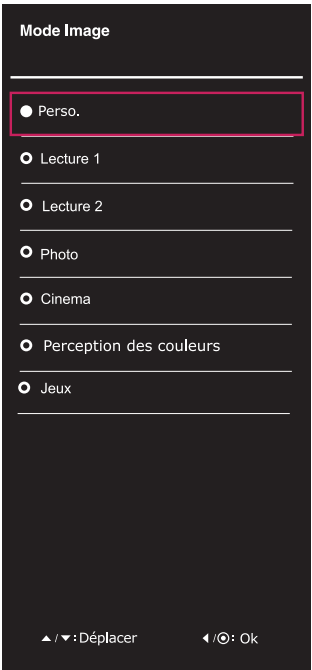 Mode Image
Perso.
Lecture 1
Lecture 2
Photo
Cinema
Perception des couleurs
Jeux
▲/▼:Déplacer ◀/⦿: Ok